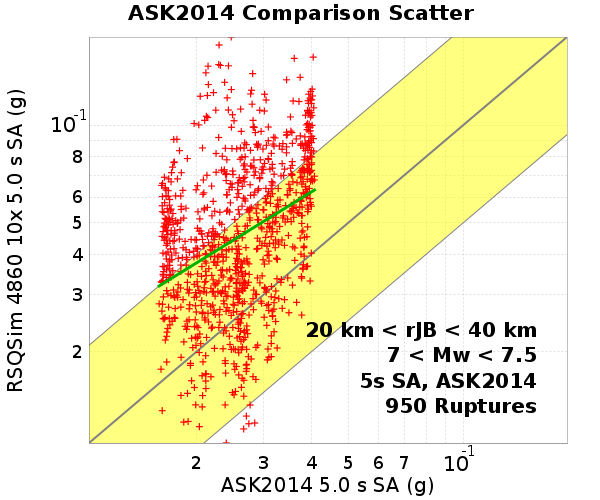 ASK2014 Comparison Scatter
RSQSim 4860 10x 5.0 s SA (g)
10-1
8
6
5
4
3
2
20 km < rJB < 40 km
7 < Mw < 7.5
5s SA, ASK2014
950 Ruptures
2 3 4 5 6 7 10-1
ASK2014 5.0 s SA (g)